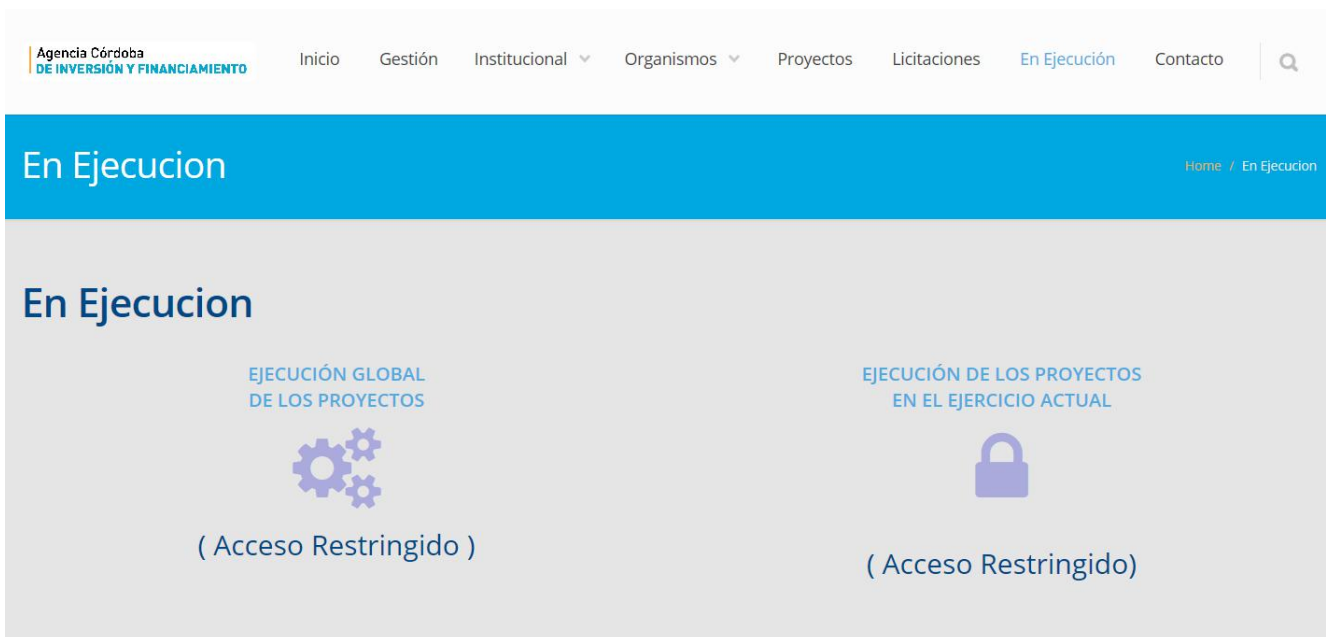 Agencia Córdoba
DE INVERSIÓN Y FINANCIAMIENTO
Inicio Gestión Institucional Organismos Proyectos Licitaciones En Ejecución Contacto
En Ejecucion
Home / En Ejecucion
En Ejecucion
EJECUCIÓN GLOBAL
DE LOS PROYECTOS
( Acceso Restringido )
EJECUCIÓN DE LOS PROYECTOS
EN EL EJERCICIO ACTUAL
( Acceso Restringido)